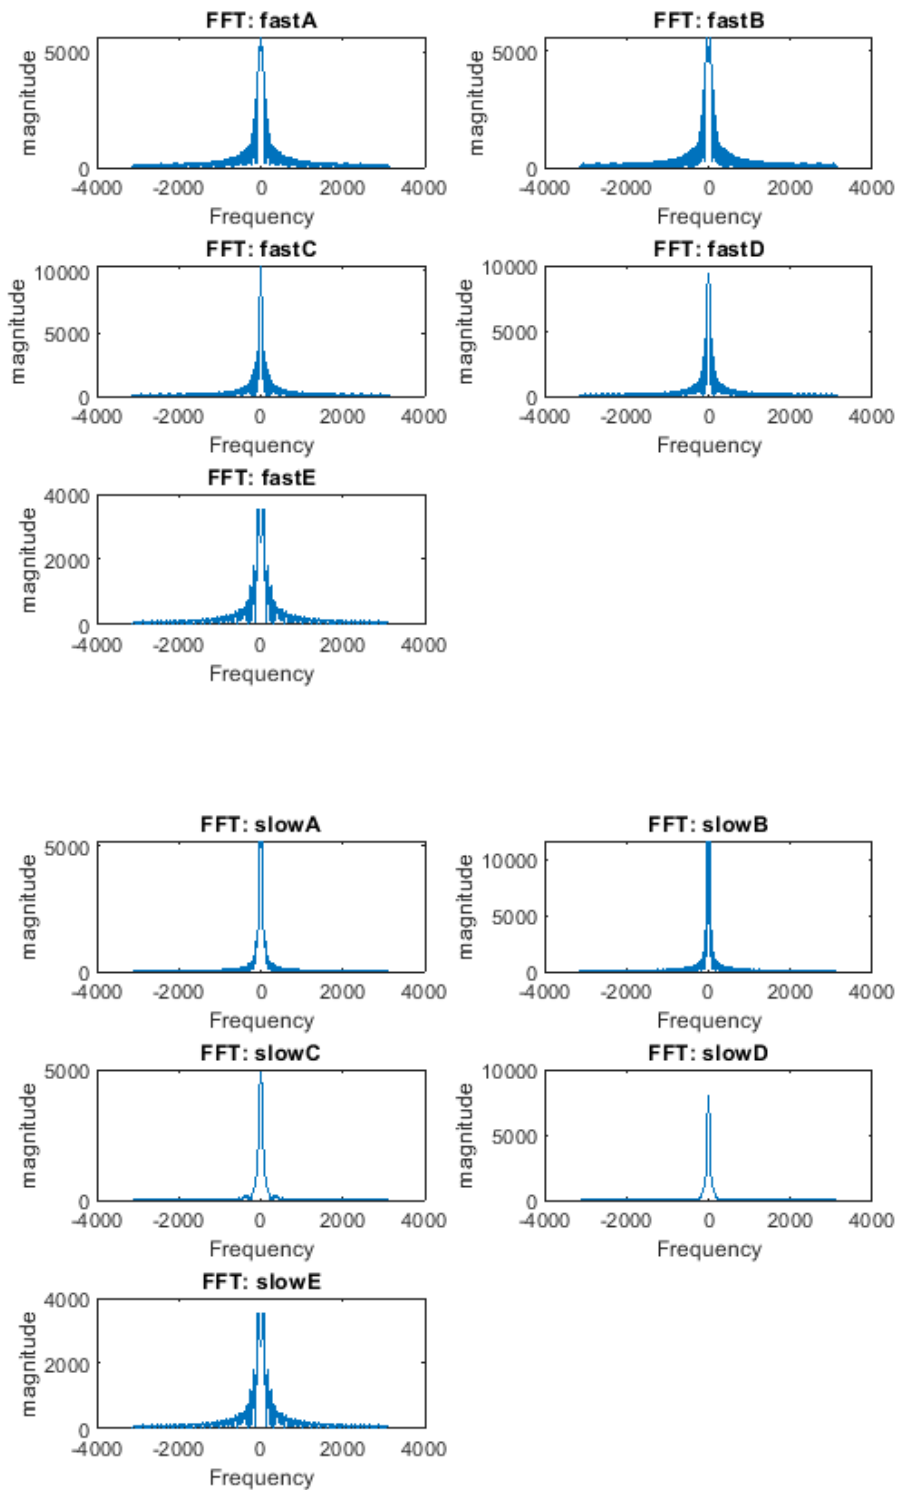 FFT: fastA
magnitude
5000
0
-4000 -2000 0 2000 4000
Frequency
FFT: fastB
magnitude
5000
0
-4000 -2000 0 2000 4000
Frequency
FFT: fastC
magnitude
10000
5000
0
-4000 -2000 0 2000 4000
Frequency
FFT: fastD
magnitude
10000
5000
0
-4000 -2000 0 2000 4000
Frequency
FFT: fastE
magnitude
4000
2000
0
-4000 -2000 0 2000 4000
Frequency
FFT: slowA
magnitude
5000
0
-4000 -2000 0 2000 4000
Frequency
FFT: slowB
magnitude
10000
5000
0
-4000 -2000 0 2000 4000
Frequency
FFT: slowC
magnitude
5000
0
-4000 -2000 0 2000 4000
Frequency
FFT: slowD
magnitude
10000
5000
0
-4000 -2000 0 2000 4000
Frequency
FFT: slowE
magnitude
4000
2000
0
-4000 -2000 0 2000 4000
Frequency